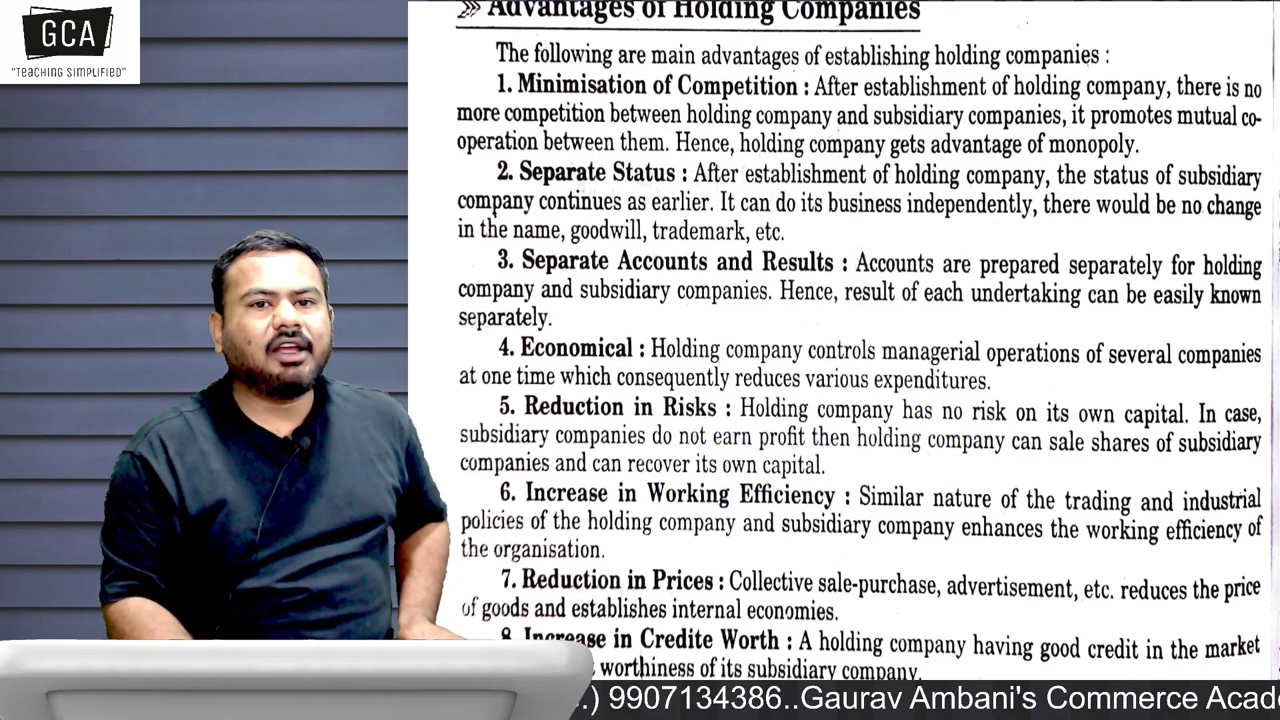 GCA
"TEACHING SIMPLIFIED"
Advantages of Holding Companies
The following are main advantages of establishing holding companies :
1. Minimisation of Competition : After establishment of holding company, there is no
more competition between holding company and subsidiary companies, it promotes mutual co-
operation between them. Hence, holding company gets advantage of monopoly.
2. Separate Status : After establishment of holding company, the status of subsidiary
company continues as earlier. It can do its business independently, there would be no change
in the name, goodwill, trademark, etc.
3. Separate Accounts and Results : Accounts are prepared separately for holding
company and subsidiary companies. Hence, result of each undertaking can be easily known
separately.
4. Economical : Holding company controls managerial operations of several companies
at one time which consequently reduces various expenditures.
5. Reduction in Risks : Holding company has no risk on its own capital. In case,
subsidiary companies do not earn profit then holding company can sale shares of subsidiary
companies and can recover its own capital.
6. Increase in Working Efficiency : Similar nature of the trading and industrial
policies of the holding company and subsidiary company enhances the working efficiency of
the organisation.
7. Reduction in Prices : Collective sale-purchase, advertisement, etc. reduces the price
of goods and establishes internal economies.
8. Increase in Credite Worth : A holding company having good credit in the market
worthiness of its subsidiary company.
.) 9907134386..Gaurav Ambani's Commerce Acad